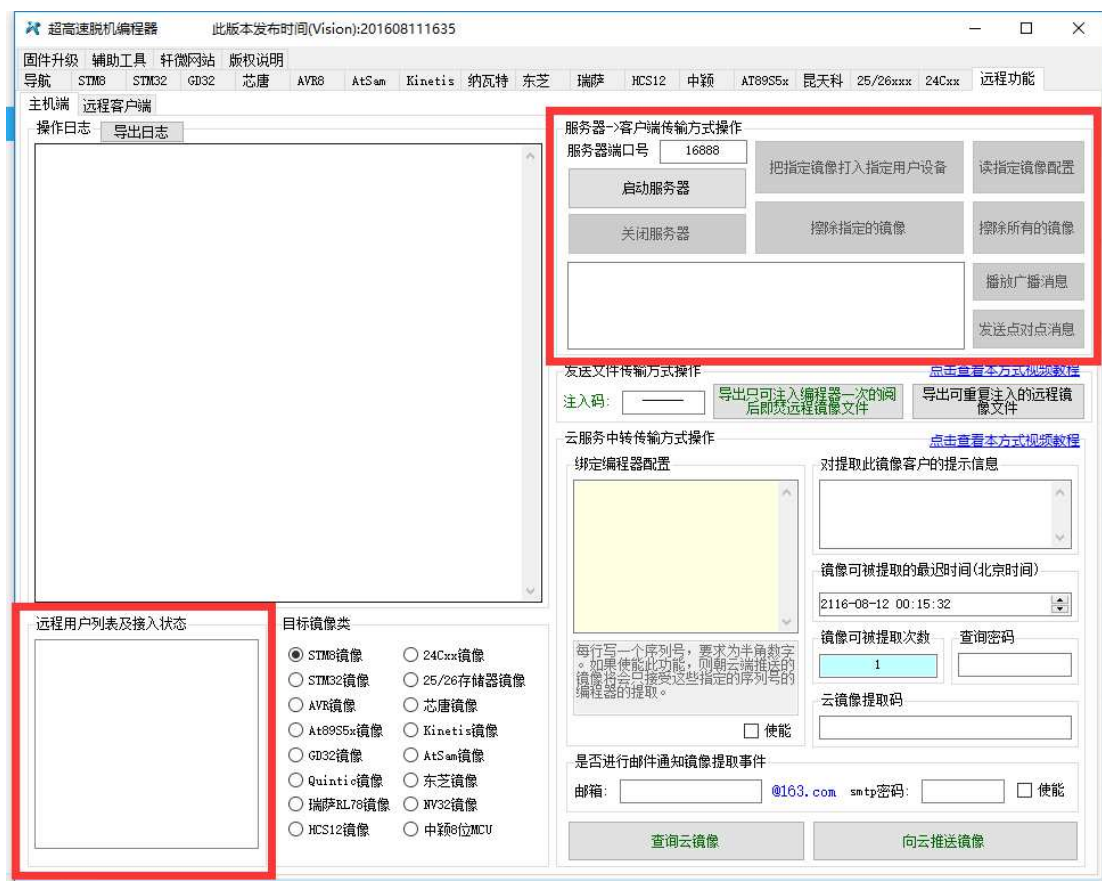 超高速脱机编程器 此版本发布时间(Vision):201608111635
固件升级 辅助工具 轩微网站 版权说明
导航 STM8 STM32 GD32 芯唐 AVR8 AtSam Kinetis 纳瓦特 东芝 瑞萨 HCS12 中颖 AT89S5x 昆天科 25/26xxx 24Cxx 远程功能
主机端 远程客户端
操作日志 导出日志
服务器->客户端传输方式操作
服务器端口号 16888
启动服务器
关闭服务器
把指定镜像打入指定用户设备
读指定镜像配置
擦除指定的镜像
擦除所有的镜像
播放广播消息
发送点对点消息
发送文件传输方式操作 点击查看本方式视频教程
注入码:
导出只可注入编程器一次的阅
后即焚远程镜像文件
导出可重复注入的远程镜
像文件
云服务中转传输方式操作 点击查看本方式视频教程
绑定编程器配置
每行写一个序列号，要求为半角数字
。如果使能此功能，则朝云端推送的
镜像将会只接受这些指定的序列号的
编程器的提取。
使能
对提取此镜像客户的提示信息
镜像可被提取的最迟时间(北京时间)
2116-08-12 00:15:32
镜像可被提取次数 查询密码
1
云镜像提取码
是否进行邮件通知镜像提取事件
邮箱: @163.com smtp密码: 使能
查询云镜像 向云推送镜像
远程用户列表及接入状态
目标镜像类
STM8镜像 24Cxx镜像
STM32镜像 25/26存储器镜像
AVR镜像 芯唐镜像
At89S5x镜像 Kinetis镜像
GD32镜像 AtSam镜像
Quintic镜像 东芝镜像
瑞萨RL78镜像 NV32镜像
HCS12镜像 中颖8位MCU